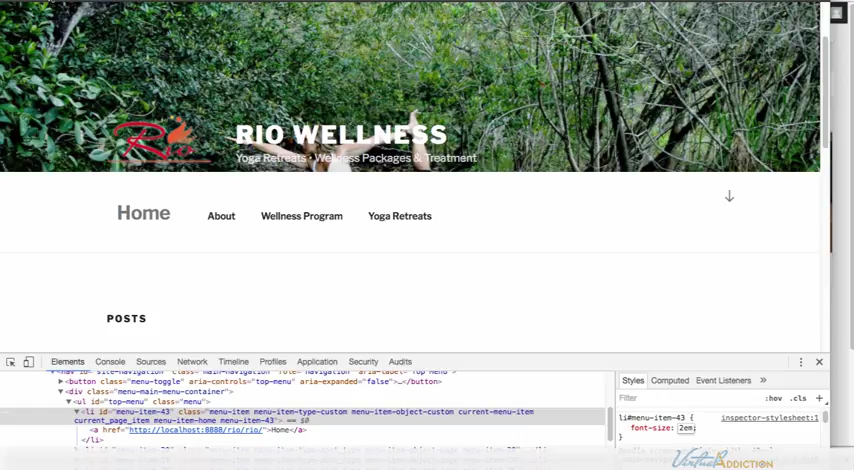 Rio
RIO WELLNESS
Yoga Retreats • Wellness Packages & Treatment
Home About Wellness Program Yoga Retreats
POSTS
Elements Console Sources Network Timeline Profiles Application Security Audits
<button class="menu-toggle" aria-controls="top-menu" aria-expanded="false">…</button>
<div class="menu-main-menu-container">
<ul id="top-menu" class="menu">
<li id="menu-item-43" class="menu-item menu-item-type-custom menu-item-object-custom current-menu-item
current_page_item menu-item-home menu-item-43"> == $0
<a href="http://localhost:8888/rio/rio/">Home</a>
</li>
Styles Computed Event Listeners »
Filter :hov .cls +
li#menu-item-43 { inspector-stylesheet:1
font-size: 2em;
}
VirtualADDICTION